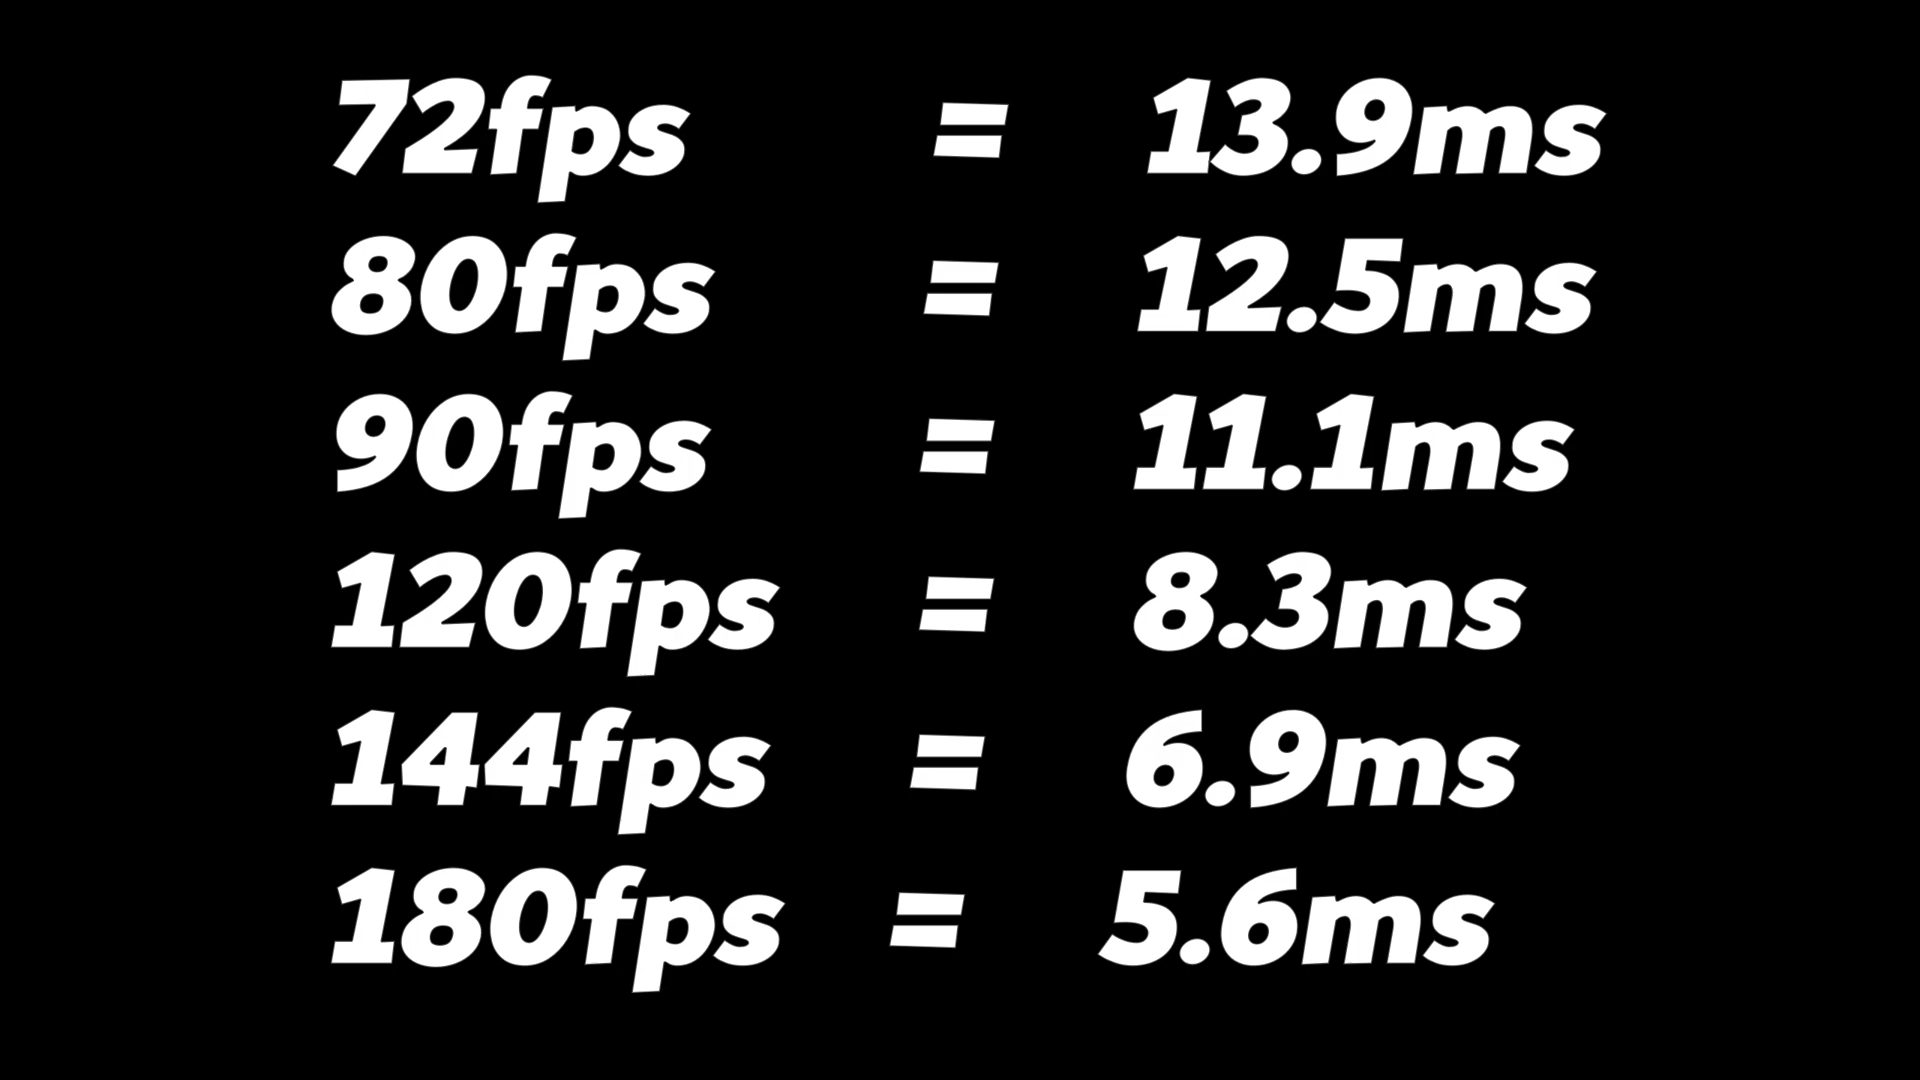 72fps = 13.9ms
80fps = 12.5ms
90fps = 11.1ms
120fps = 8.3ms
144fps = 6.9ms
180fps = 5.6ms